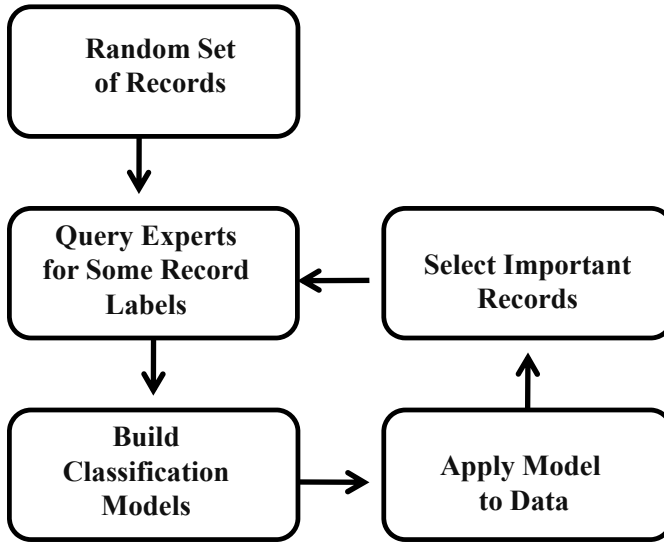 Random Set
of Records
Query Experts
for Some Record
Labels
Select Important
Records
Build
Classification
Models
Apply Model
to Data